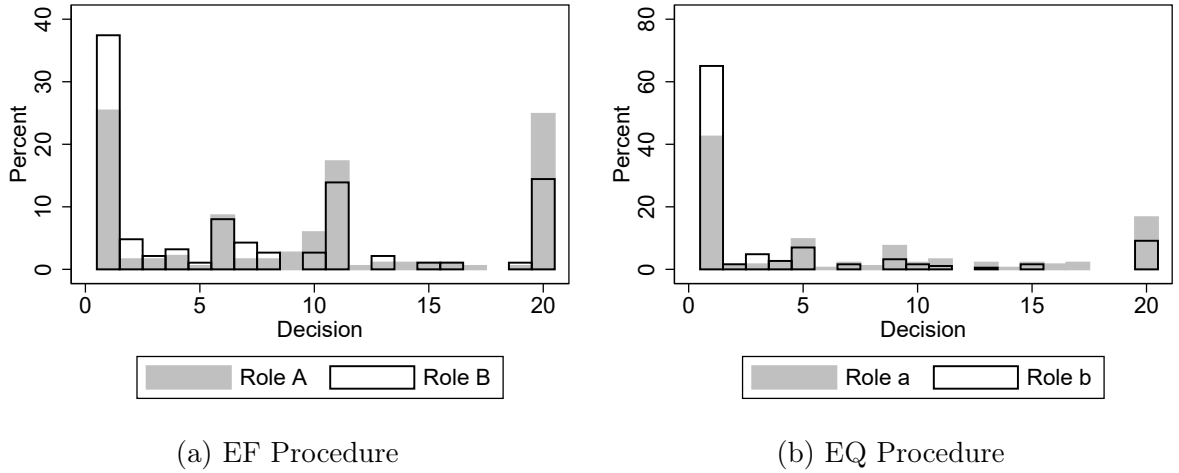 40
30
20
10
0
Percent
0 5 10 15 20
Decision
Role A Role B
(a) EF Procedure
80
60
40
20
0
Percent
0 5 10 15 20
Decision
Role a Role b
(b) EQ Procedure